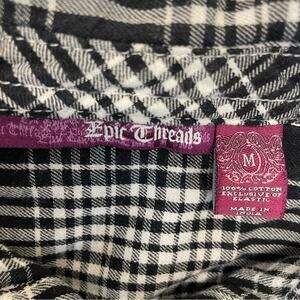 Epic Threads
M
100% COTTON
EXCLUSIVE OF
ELASTIC
MADE IN
INDIA